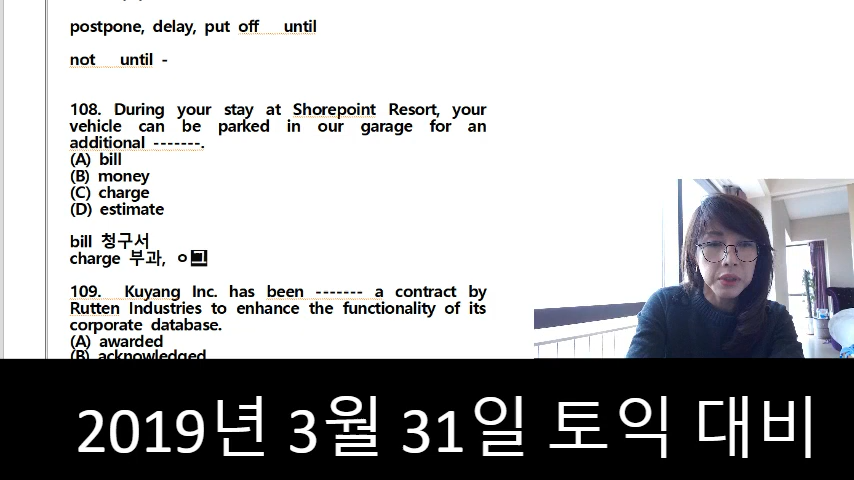 postpone, delay, put off until
not until -
108. During your stay at Shorepoint Resort, your
vehicle can be parked in our garage for an
additional -------.
(A) bill
(B) money
(C) charge
(D) estimate
bill 청구서
charge 부과,
109. Kuyang Inc. has been ------- a contract by
Rutten Industries to enhance the functionality of its
corporate database.
(A) awarded
(B) acknowledged
2019년 3월 31일 토익 대비